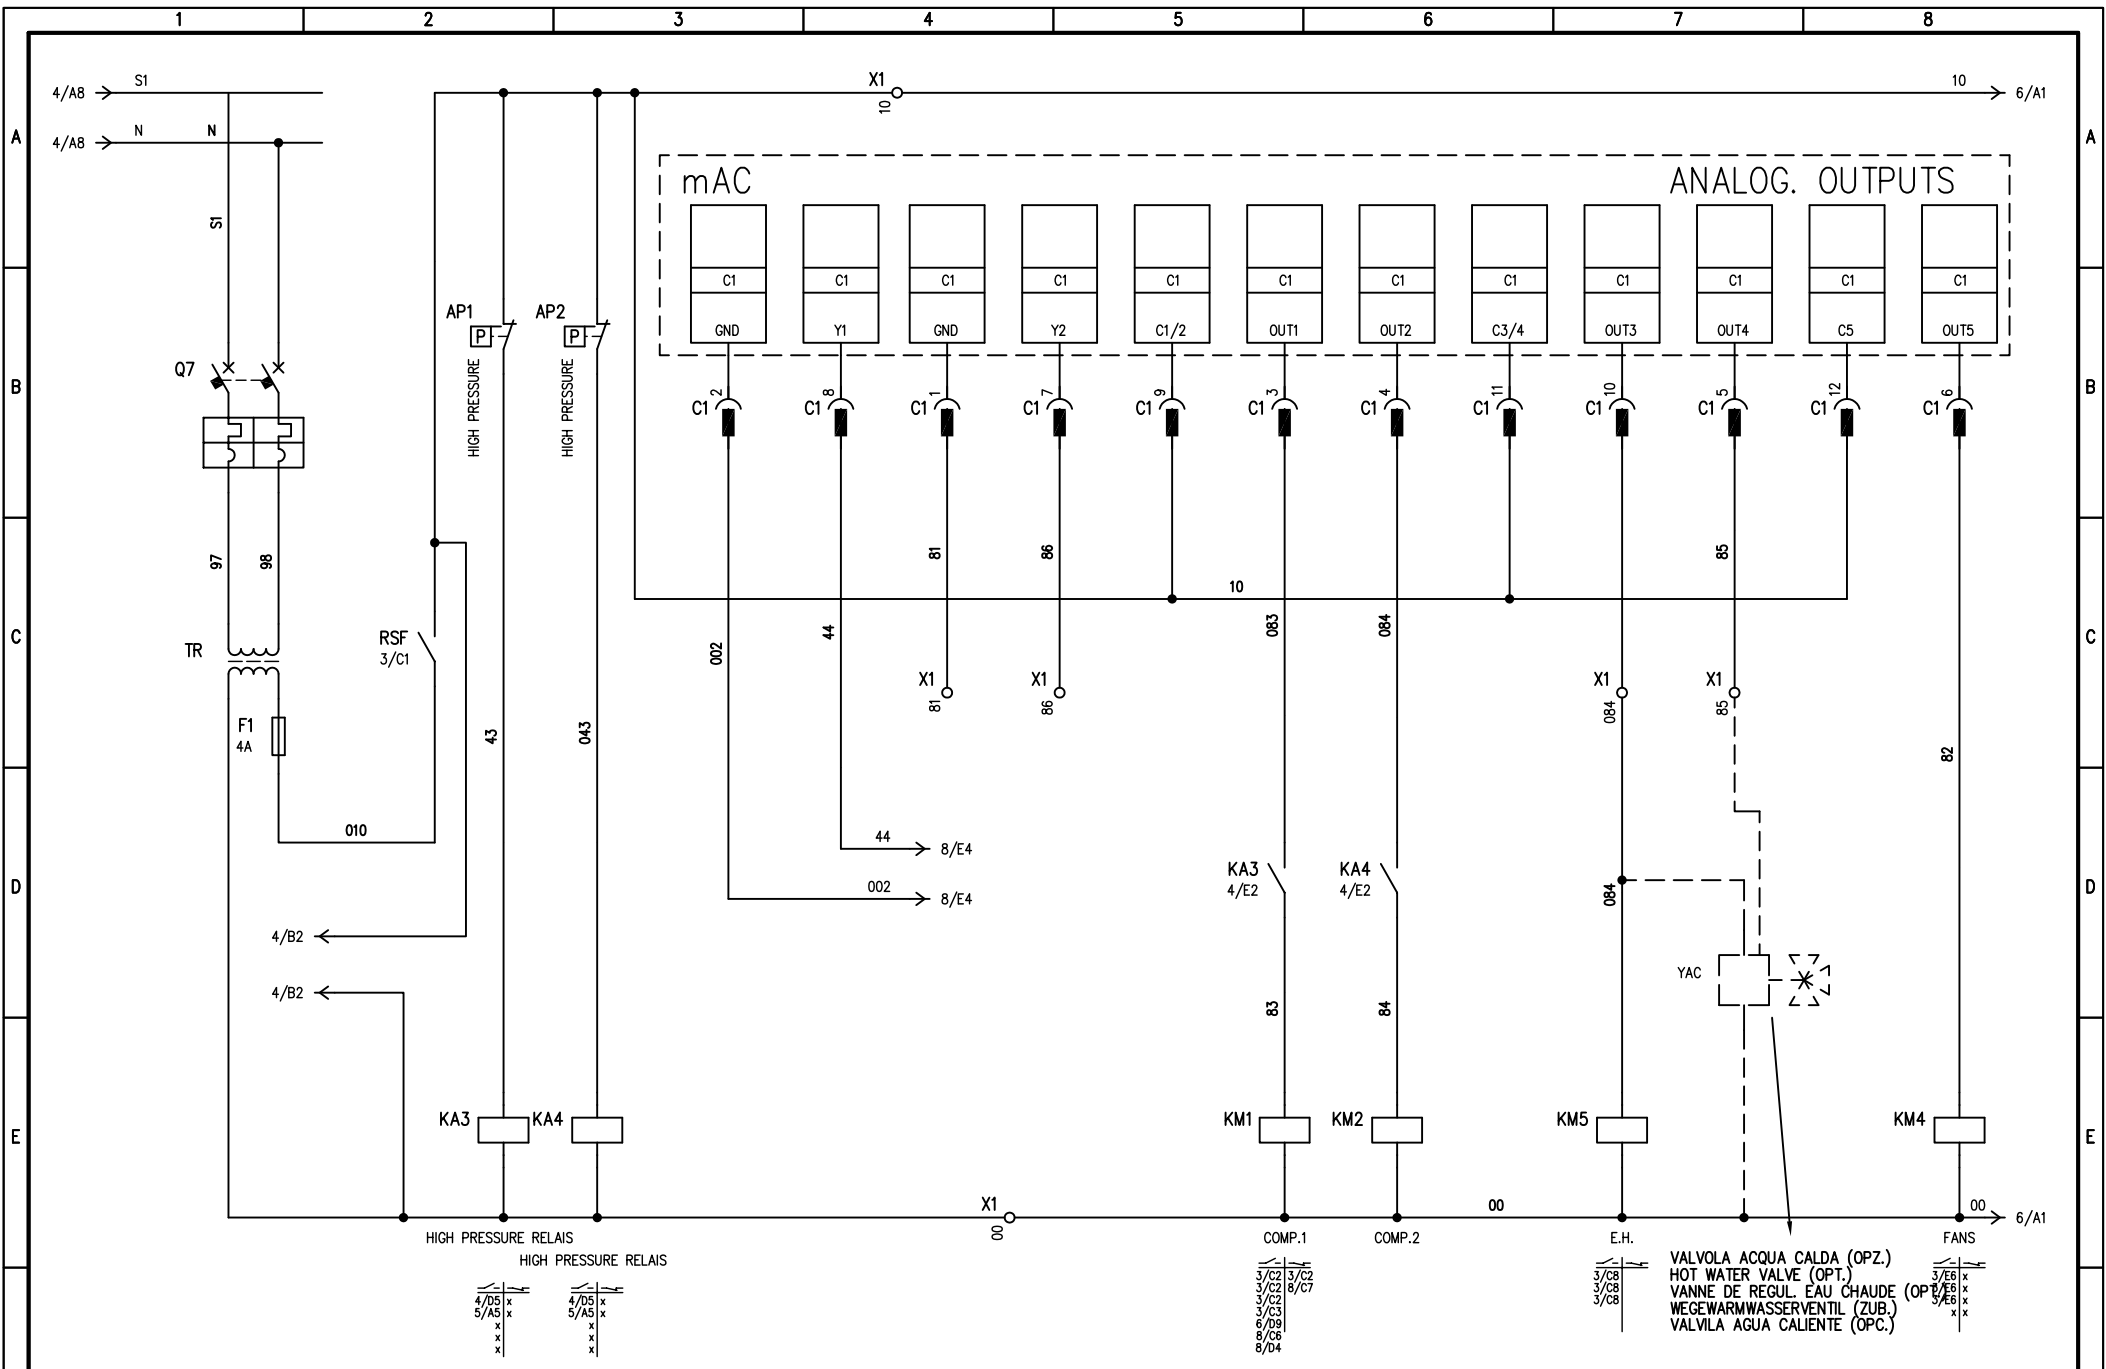 1 2 3 4 5 6 7 8
4/A8 S1 X1 10 10 6/A1
4/A8 N N
A A
mAC ANALOG. OUTPUTS
S1
C1 C1 C1 C1 C1 C1 C1 C1 C1 C1 C1 C1
GND Y1 GND Y2 C1/2 OUT1 OUT2 C3/4 OUT3 OUT4 C5 OUT5
AP1 P HIGH PRESSURE
AP2 P HIGH PRESSURE
Q7
B B
C1 2 C1 8 C1 1 C1 7 C1 9 C1 3 C1 4 C1 11 C1 10 C1 5 C1 12 C1 6
97 98 81 86 85
10
C C
TR
RSF
3/C1
002 44 083 084
X1 81 X1 86 X1 084 X1 85
F1
4A
43 043 82
010
44 8/E4
002 8/E4
D D
KA3
4/E2
KA4
4/E2
084
4/B2
4/B2
YAC
83 84
E E
KA3 KA4 KM1 KM2 KM5 KM4
X1 00 00 00 6/A1
HIGH PRESSURE RELAIS
HIGH PRESSURE RELAIS
COMP.1 COMP.2 E.H. FANS
4/D5 x
5/A5 x
x
x
x
4/D5 x
5/A5 x
x
x
x
3/C2 3/C2
3/C2 8/C7
3/C2
3/C3
6/D9
8/C6
8/D4
3/C8
3/C8
3/C8
VALVOLA ACQUA CALDA (OPZ.)
HOT WATER VALVE (OPT.)
VANNE DE REGUL. EAU CHAUDE (OPT.)
WEGEWARMWASSERVENTIL (ZUB.)
VALVILA AGUA CALIENTE (OPC.)
3/E6 x
3/E6 x
3/E6 x
x x